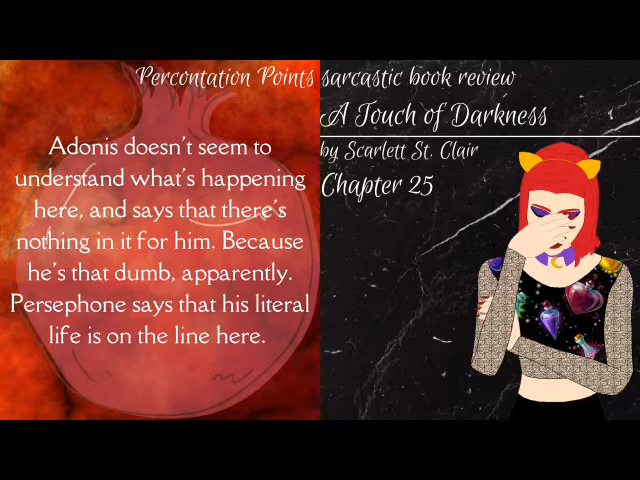 Percontation Points sarcastic book review
A Touch of Darkness
by Scarlett St. Clair
Chapter 25
Adonis doesn't seem to
understand what's happening
here, and says that there's
nothing in it for him. Because
he's that dumb, apparently.
Persephone says that his literal
life is on the line here.